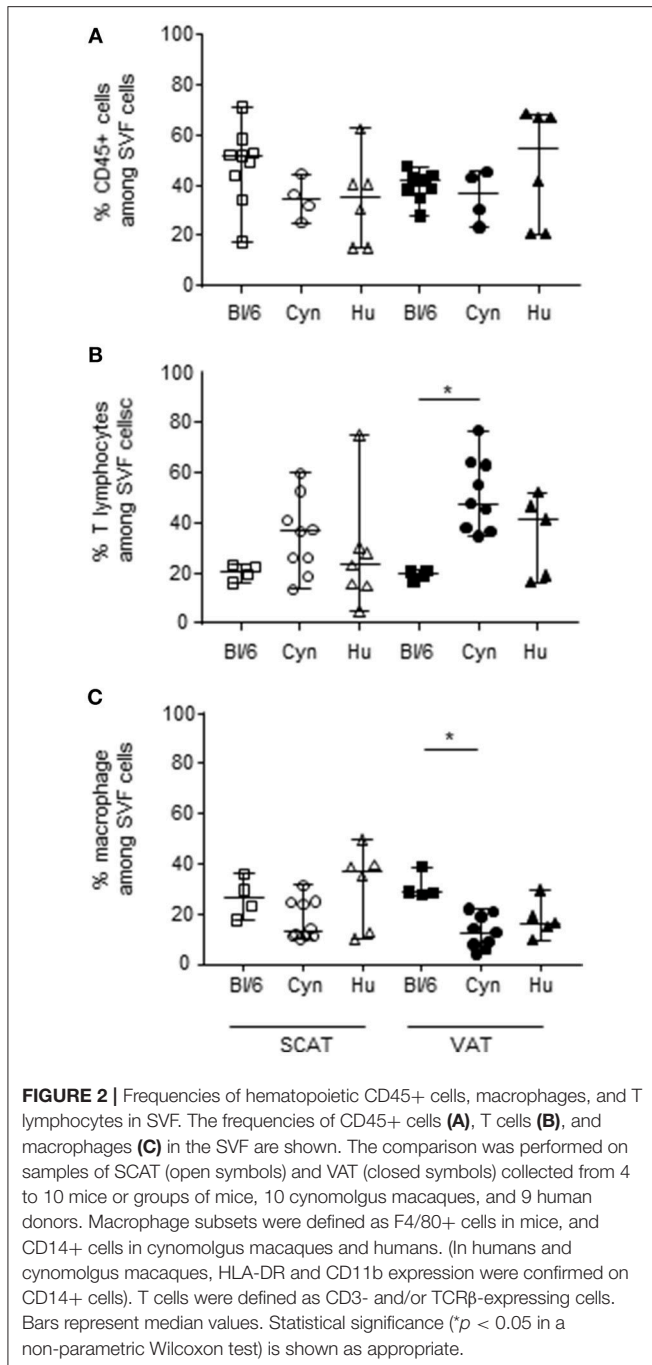 A
% CD45+ cells
among SVF cells
100
80
60
40
20
0
Bl/6 Cyn Hu Bl/6 Cyn Hu
B
% T lymphocytes
among SVF cellsc
100
80
60
40
20
0
*
Bl/6 Cyn Hu Bl/6 Cyn Hu
C
% macrophage
among SVF cells
100
80
60
40
20
0
*
Bl/6 Cyn Hu Bl/6 Cyn Hu
SCAT VAT
FIGURE 2 | Frequencies of hematopoietic CD45+ cells, macrophages, and T
lymphocytes in SVF. The frequencies of CD45+ cells (A), T cells (B), and
macrophages (C) in the SVF are shown. The comparison was performed on
samples of SCAT (open symbols) and VAT (closed symbols) collected from 4
to 10 mice or groups of mice, 10 cynomolgus macaques, and 9 human
donors. Macrophage subsets were defined as F4/80+ cells in mice, and
CD14+ cells in cynomolgus macaques and humans. (In humans and
cynomolgus macaques, HLA-DR and CD11b expression were confirmed on
CD14+ cells). T cells were defined as CD3- and/or TCRβ-expressing cells.
Bars represent median values. Statistical significance (*p < 0.05 in a
non-parametric Wilcoxon test) is shown as appropriate.